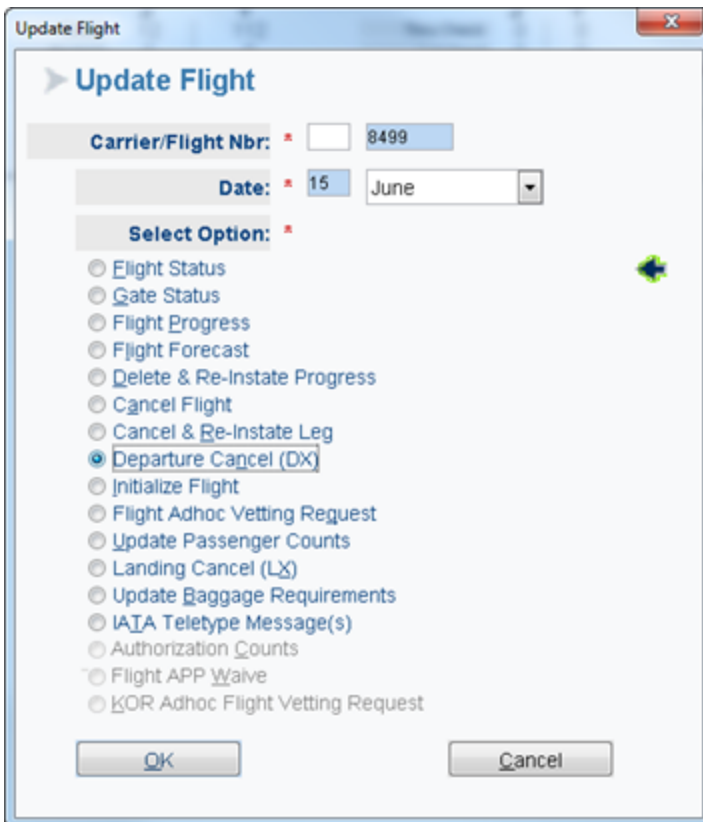 Update Flight
Update Flight
Carrier/Flight Nbr: * 8499
Date: * 15 June
Select Option: *
Flight Status
Gate Status
Flight Progress
Flight Forecast
Delete & Re-Instate Progress
Cancel Flight
Cancel & Re-Instate Leg
Departure Cancel (DX)
Initialize Flight
Flight Adhoc Vetting Request
Update Passenger Counts
Landing Cancel (LX)
Update Baggage Requirements
IATA Teletype Message(s)
Authorization Counts
Flight APP Waive
KOR Adhoc Flight Vetting Request
OK Cancel